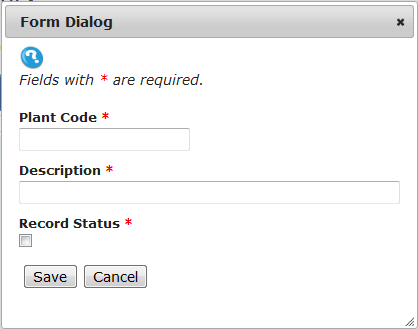 Form Dialog
Fields with * are required.
Plant Code *
Description *
Record Status *
Save Cancel